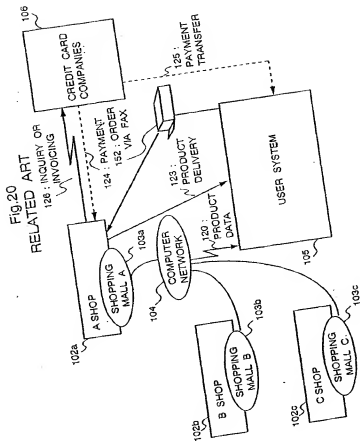 Fig.20
RELATED ART
106
CREDIT CARD
COMPANIES
126 : INQUIRY OR
INVOICING
124 : PAYMENT
152 : ORDER
VIA FAX
125 : PAYMENT
TRANSFER
102a
A SHOP
SHOPPING
MALL A
103a
123 :
PRODUCT
DELIVERY
104
COMPUTER
NETWORK
120 :
PRODUCT
DATA
USER SYSTEM
105
102b
B SHOP
SHOPPING
MALL B
103b
102c
C SHOP
SHOPPING
MALL C.
103c